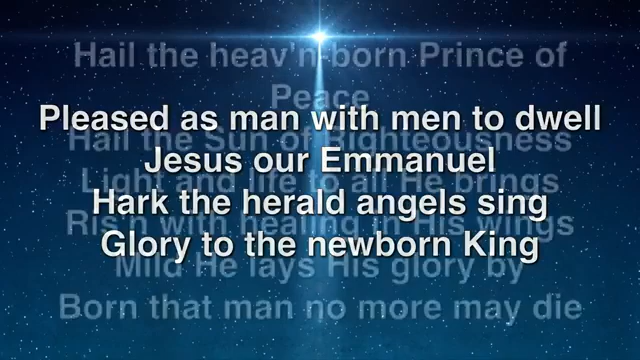 Hail the heav'n-born Prince of
Peace
Hail the Sun of Righteousness
Light and life to all He brings
Ris'n with healing in His wings
Mild He lays His glory by
Born that man no more may die
Pleased as man with men to dwell
Jesus our Emmanuel
Hark the herald angels sing
Glory to the newborn King